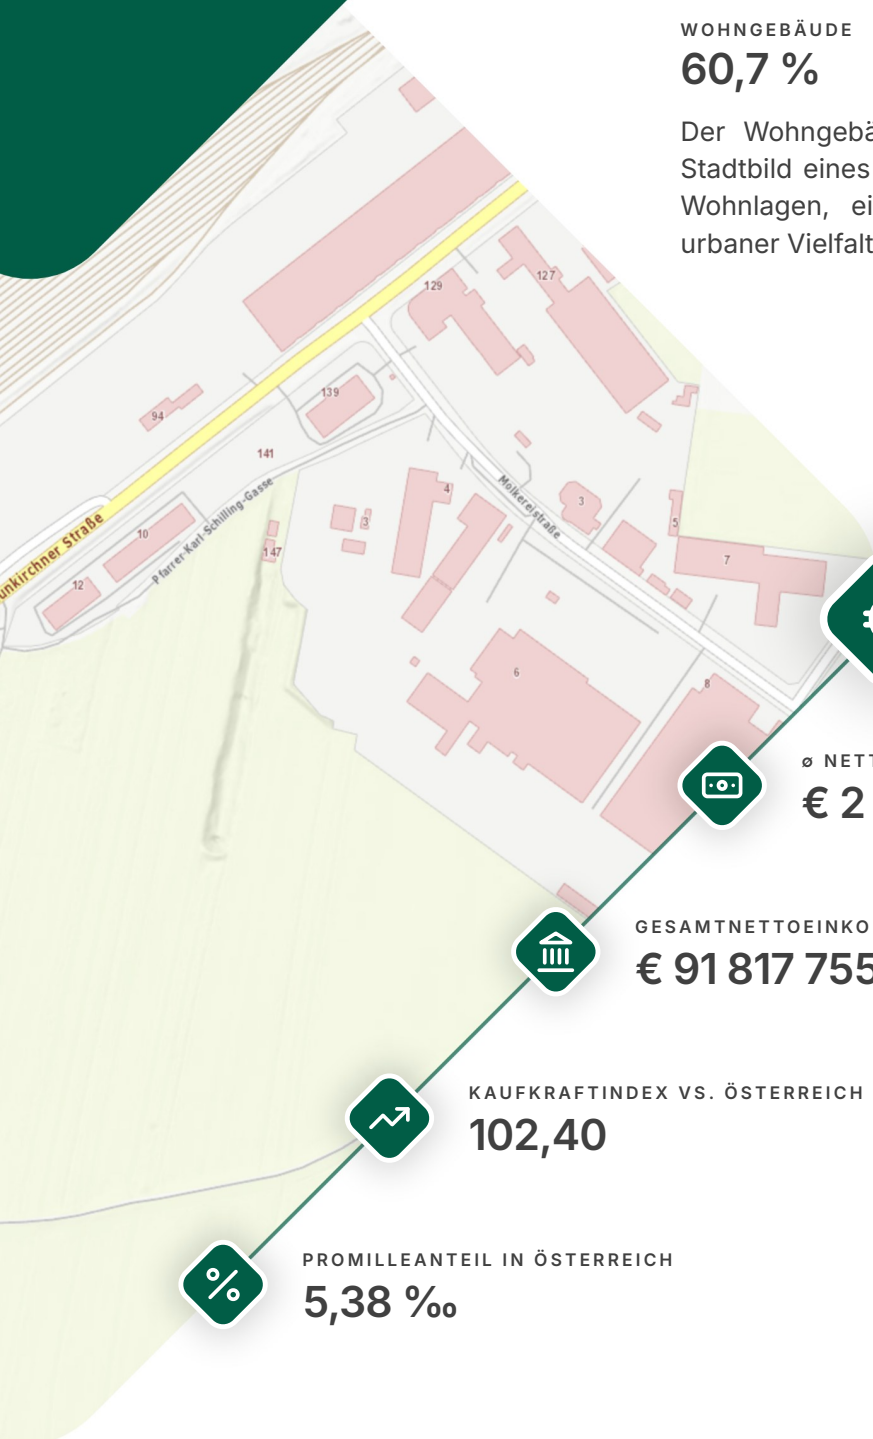 WOHNGEBÄUDE
60,7 %
Der Wohngebä
Stadtbild eines
Wohnlagen, ei
urbaner Vielfalt
129
127
94
139
141
Molkereistraße
4
3
3
5
10
Pfarrer-Karl-Schilling-Gasse
unkirchner Straße
147
7
12
6
8
ø NETT
€ 2
GESAMTNETTOEINKO
€ 91 817 755
KAUFKRAFTINDEX VS. ÖSTERREICH
102,40
PROMILLEANTEIL IN ÖSTERREICH
5,38 ‰